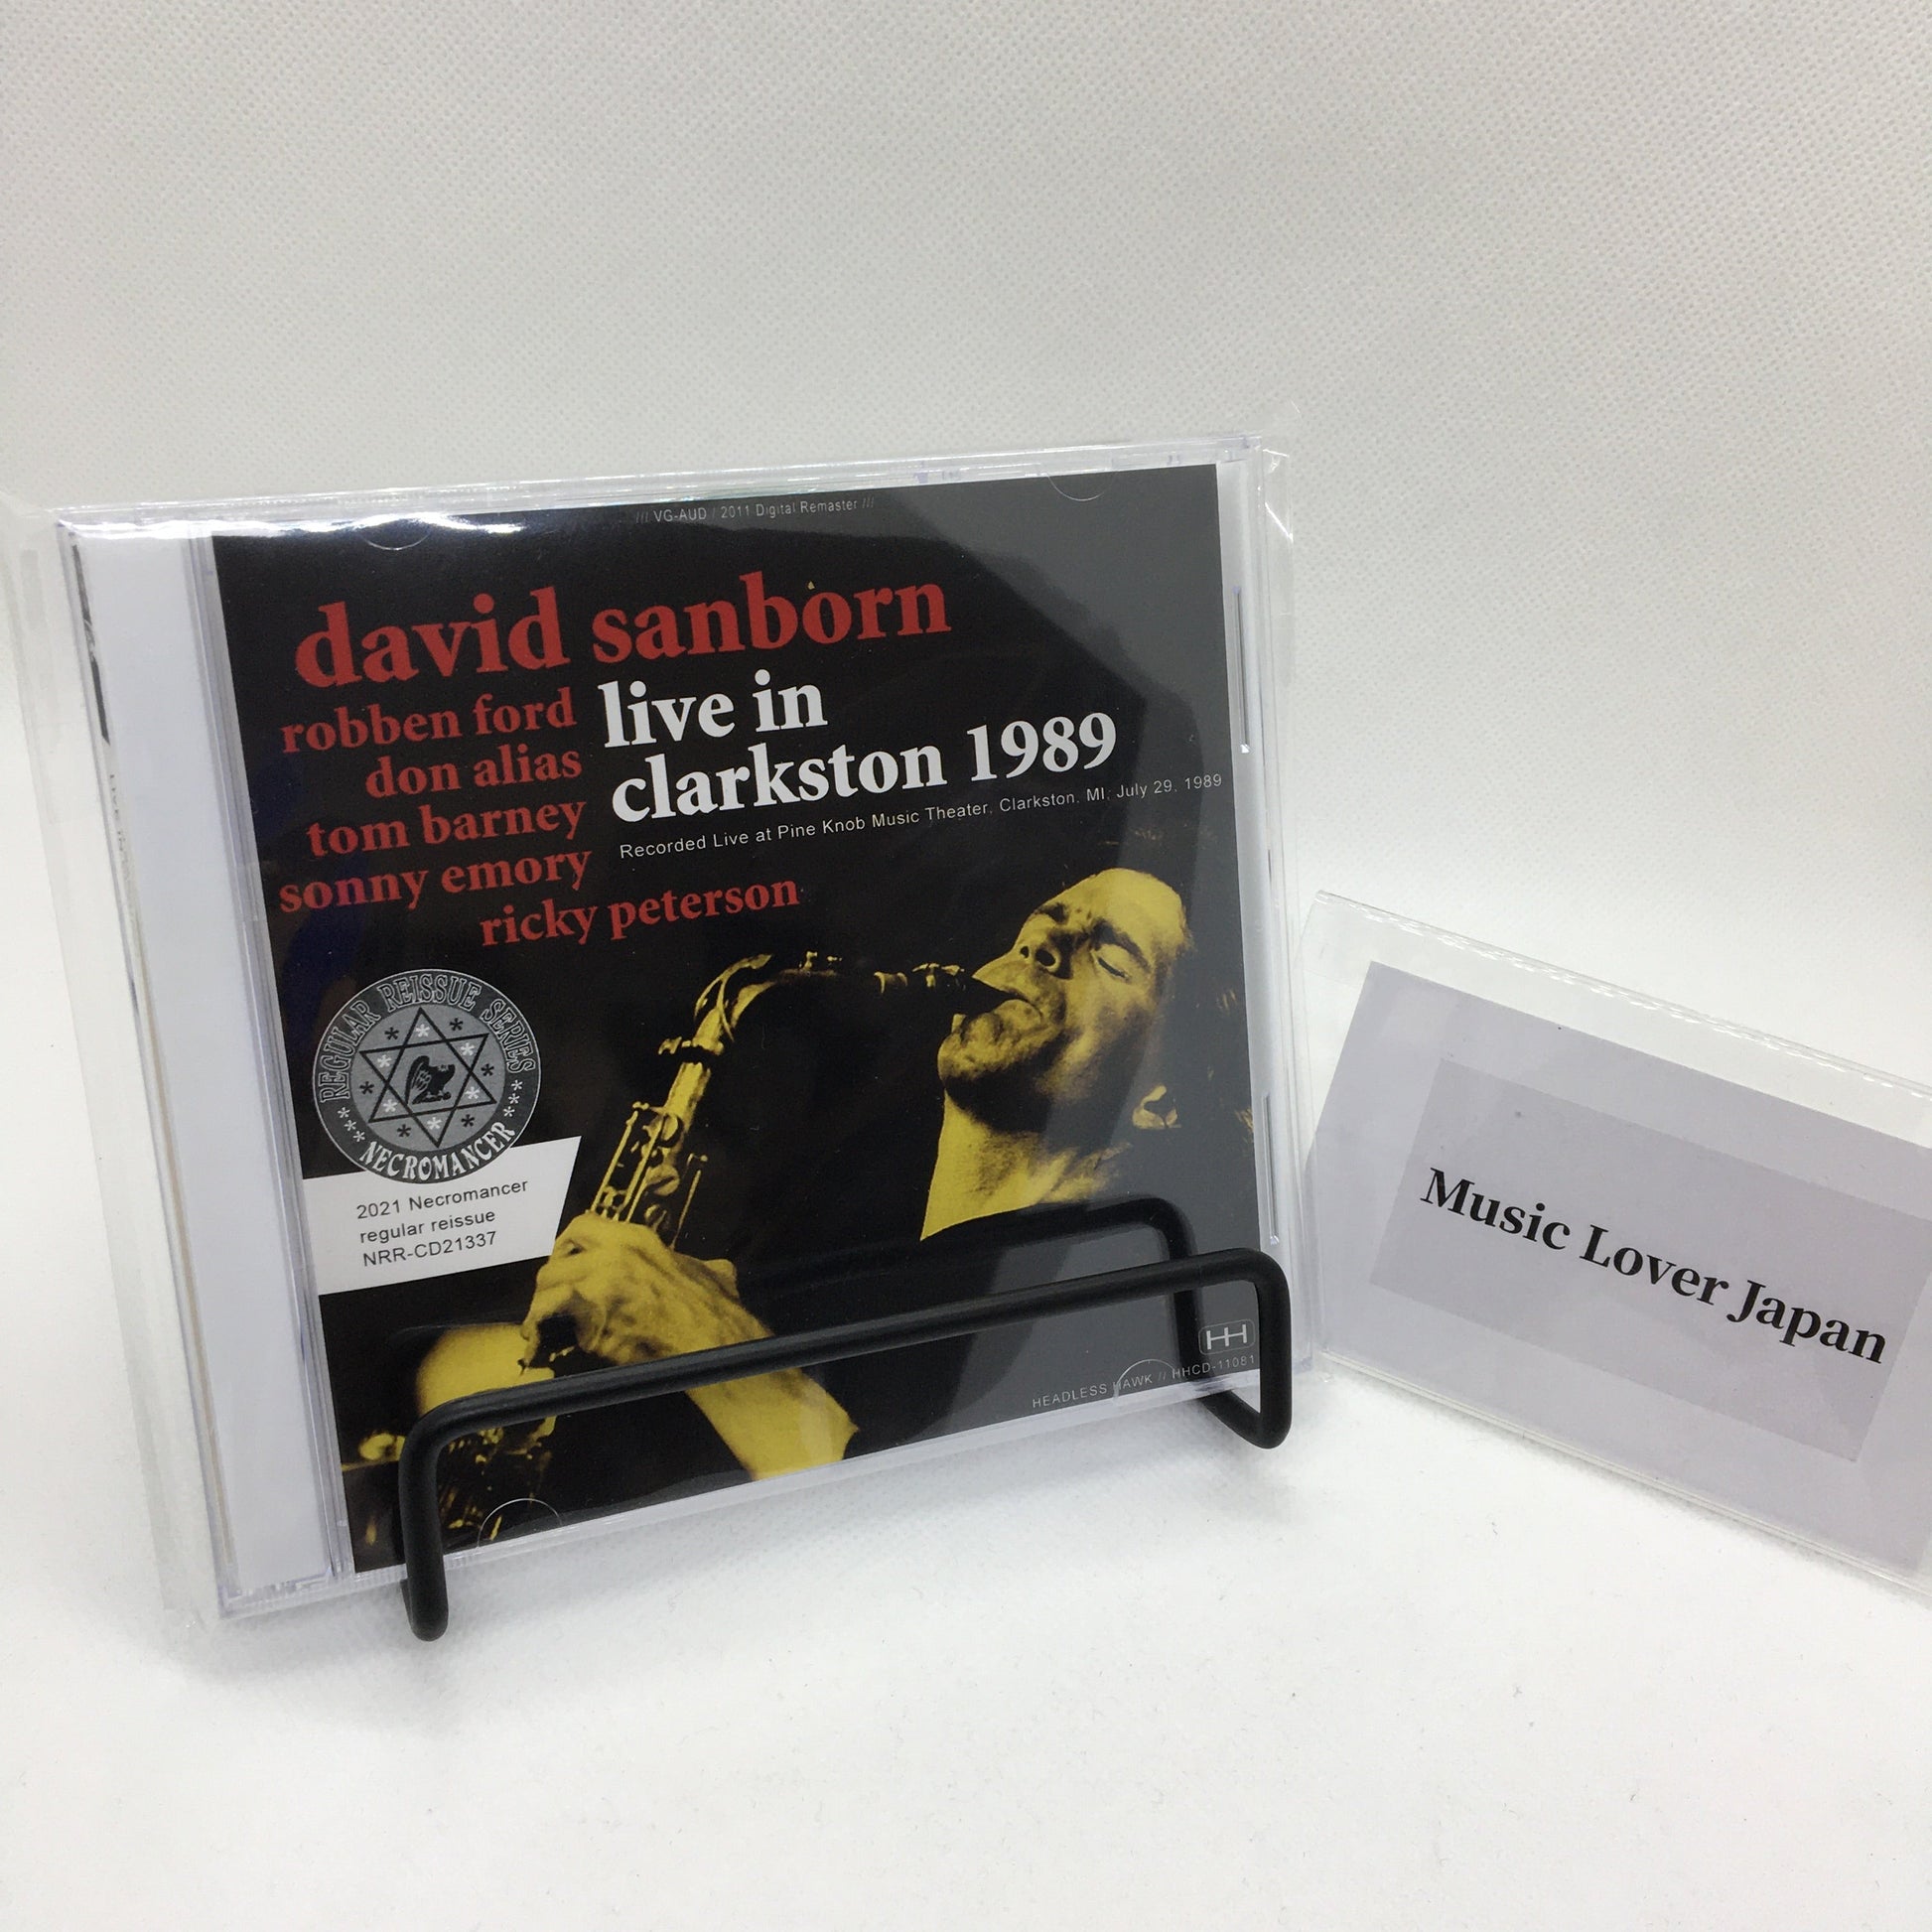 /// VG-AUD / 2011 Digital Remaster ///
david sanborn
robben ford
don alias
tom barney
sonny emory
ricky peterson
live in
clarkston 1989
Recorded Live at Pine Knob Music Theater, Clarkston, MI, July 29, 1989
REGULAR REISSUE SERIES
NECROMANCER
2021 Necromancer
regular reissue
NRR-CD21337
HH
HEADLESS HAWK // HHCD-11081
Music Lover Japan